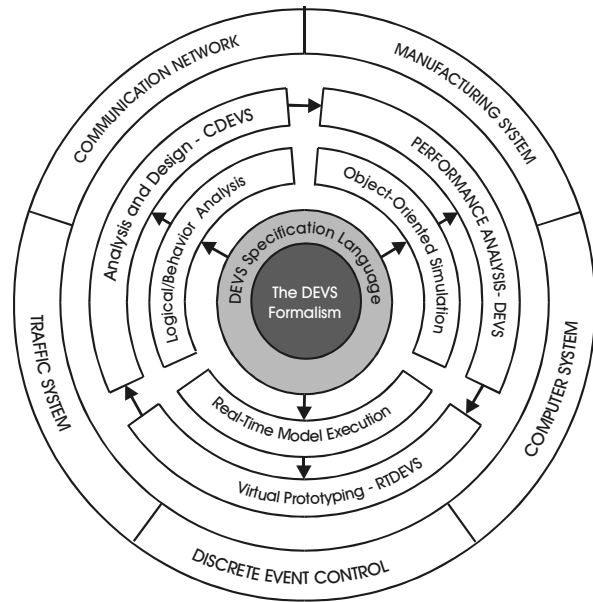 COMMUNICATION NETWORK
MANUFACTURING SYSTEM
Analysis and Design - CDEVS
PERFORMANCE ANALYSIS- DEVS
Logical/Behavior Analysis
Object-Oriented Simulation
DEVS Specification Language
The DEVS
Formalism
TRAFFIC SYSTEM
COMPUTER SYSTEM
Real-Time Model Execution
Virtual Prototyping - RTDEVS
DISCRETE EVENT CONTROL